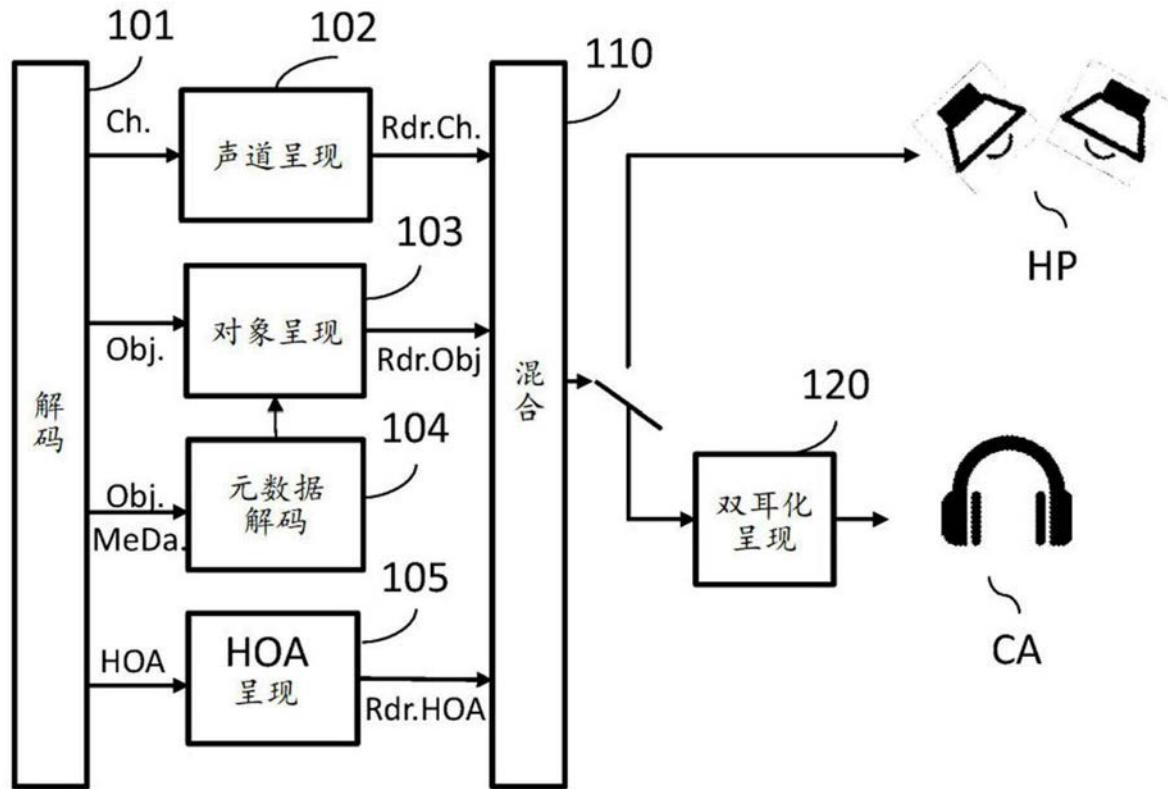 101
102
110
Ch.
声道呈现
Rdr.Ch.
103
HP
Obj.
对象呈现
Rdr.Obj
解码
混合
120
104
Obj.
MeDa.
元数据
解码
双耳化
呈现
105
HOA
HOA
呈现
Rdr.HOA
CA